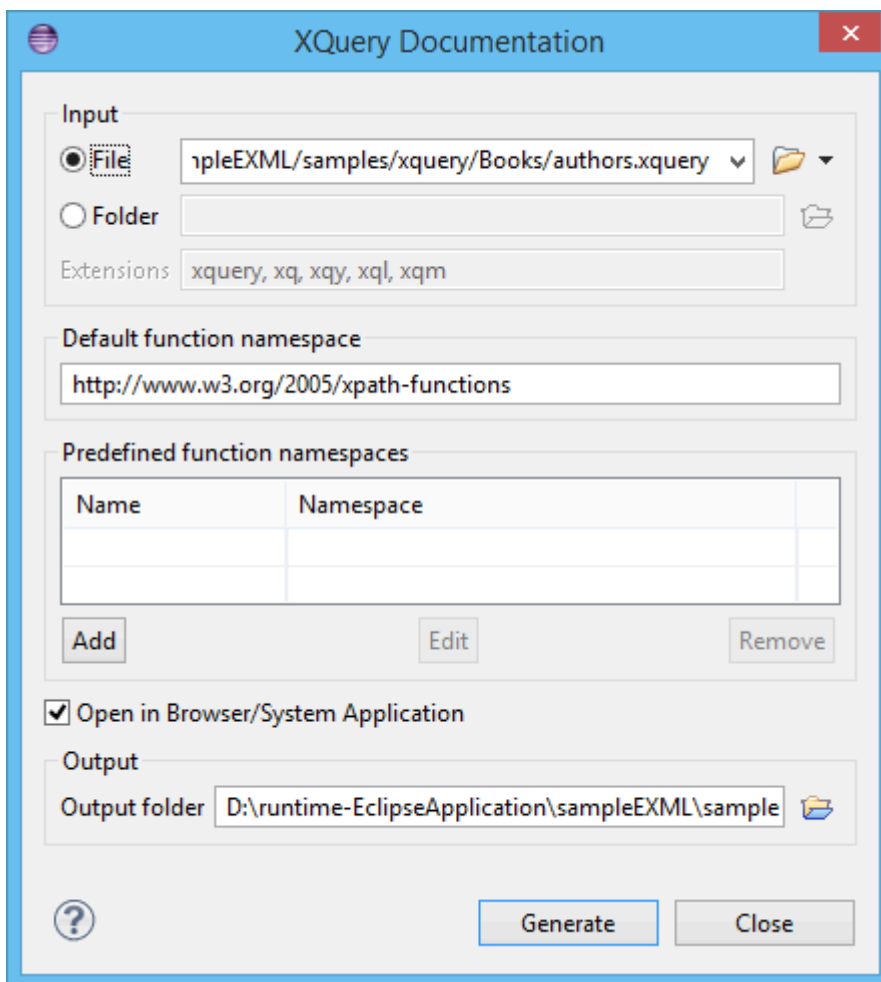 XQuery Documentation
Input
File
npleEXML/samples/xquery/Books/authors.xquery
Folder
Extensions xquery, xq, xqy, xql, xqm
Default function namespace
http://www.w3.org/2005/xpath-functions
Predefined function namespaces
Name Namespace
Add Edit Remove
Open in Browser/System Application
Output
Output folder D:\runtime-EclipseApplication\sampleEXML\sample
? Generate Close